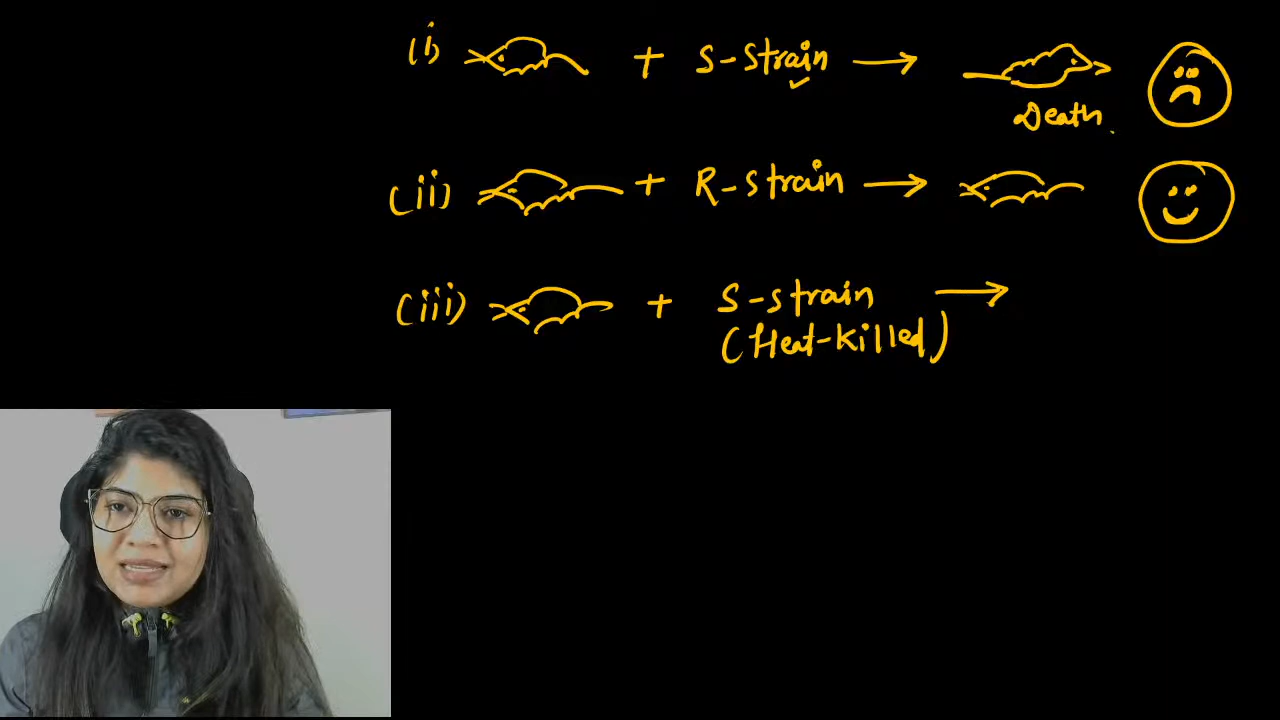 (i) + S-Strain → Death
(ii) + R-Strain →
(iii) + S-strain →
(Heat-killed)